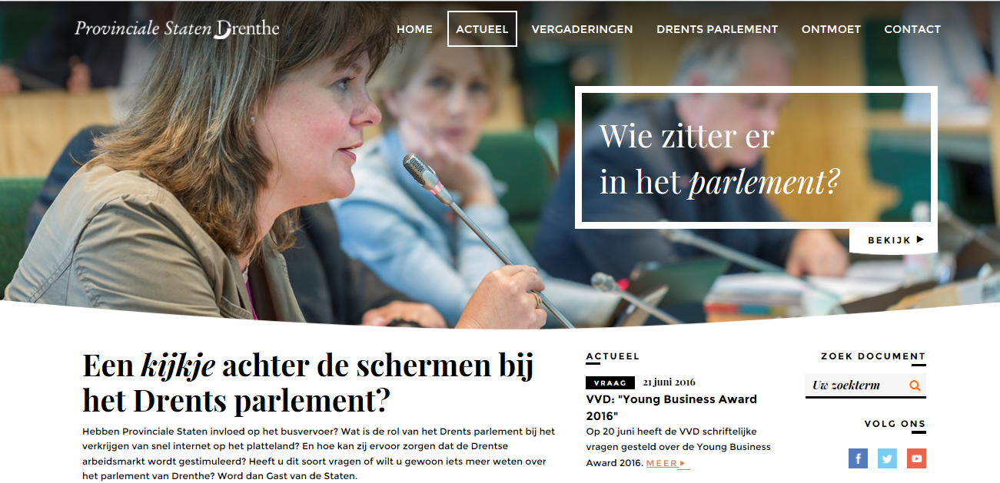 Provinciale Staten Drenthe
HOME
ACTUEEL
VERGADERINGEN
DRENTS PARLEMENT
ONTMOET
CONTACT
Wie zitter er
in het parlement?
BEKIJK
Een kijkje achter de schermen bij
het Drents parlement?
Hebben Provinciale Staten invloed op het busvervoer? Wat is de rol van het Drents parlement bij het
verkrijgen van snel internet op het platteland? En hoe kan zij ervoor zorgen dat de Drentse
arbeidsmarkt wordt gestimuleerd? Heeft u dit soort vragen of wilt u gewoon iets meer weten over
het parlement van Drenthe? Word dan Gast van de Staten.
ACTUEEL
VRAAG 21 juni 2016
VVD: "Young Business Award
2016"
Op 20 juni heeft de VVD schriftelijke
vragen gesteld over de Young Business
Award 2016. MEER
ZOEK DOCUMENT
Uw zoekterm
VOLG ONS